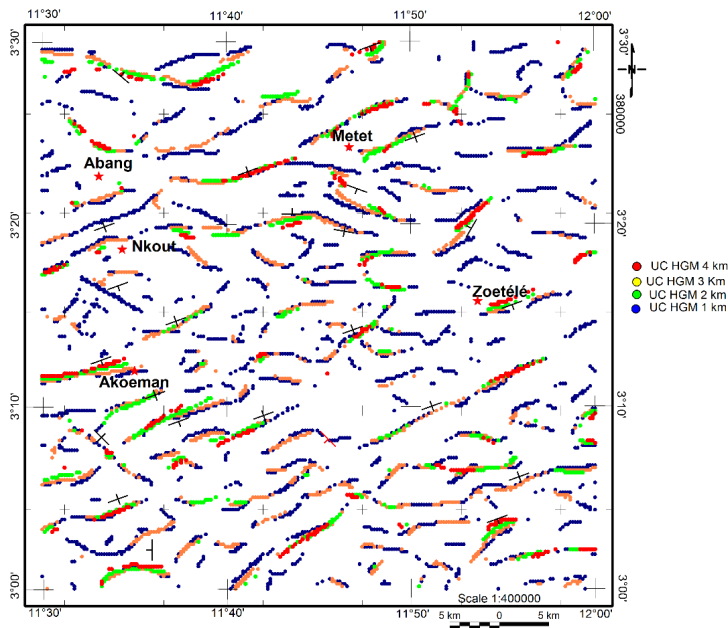 11°30' 11°40' 11°50' 12°00'
3°30' 3°30'
N
380000
Metet
Abang
3°20' 3°20'
Nkout
UC HGM 4 km
Zoetélé
UC HGM 3 Km
UC HGM 2 km
UC HGM 1 km
Akoeman
3°10' 3°10'
3°00' 3°00'
Scale 1:400000
11°30' 11°40' 11°50' 12°00'
5 km 0 5 km